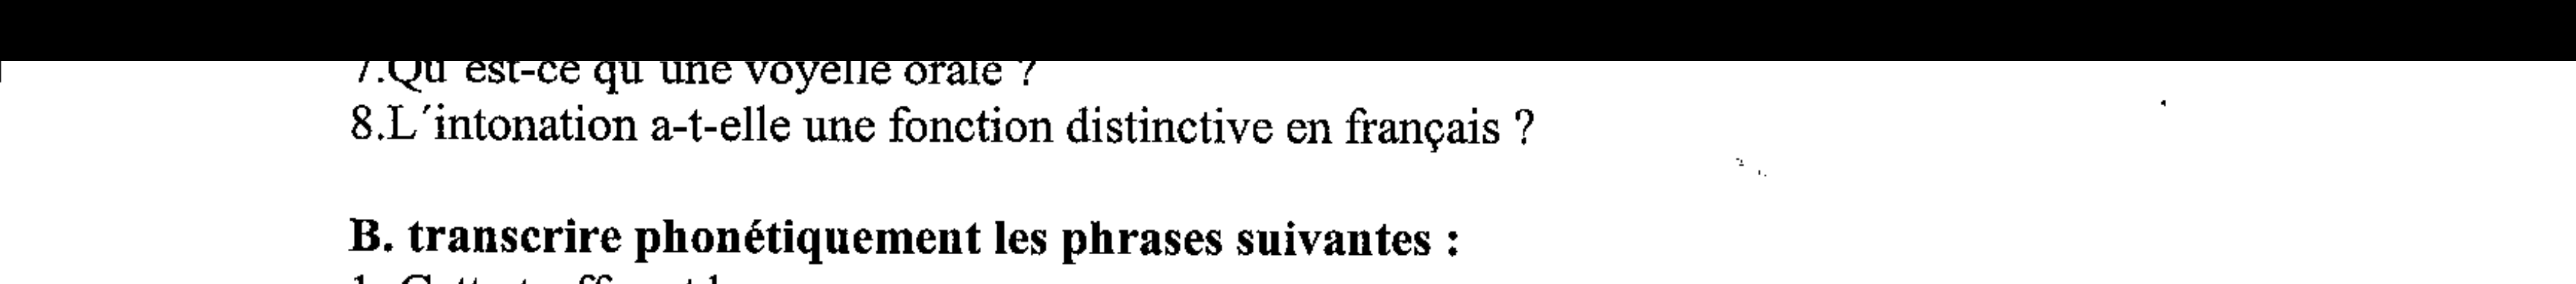 7.Qu est-ce qu une voyelle orale ?
8.L´intonation a-t-elle une fonction distinctive en français ?
B. transcrire phonétiquement les phrases suivantes :